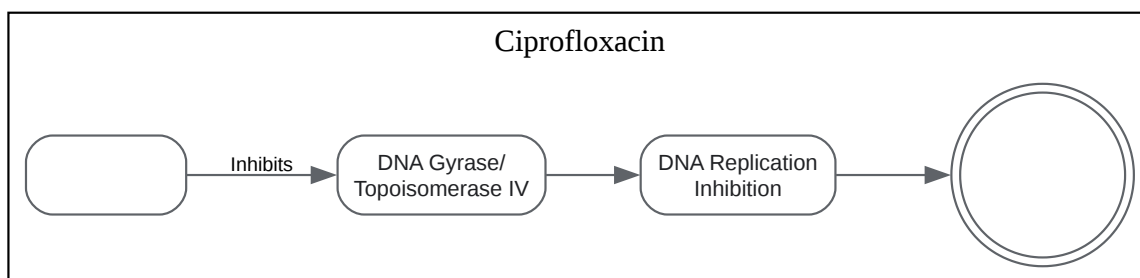 Ciprofloxacin
Inhibits
DNA Gyrase/
Topoisomerase IV
DNA Replication
Inhibition